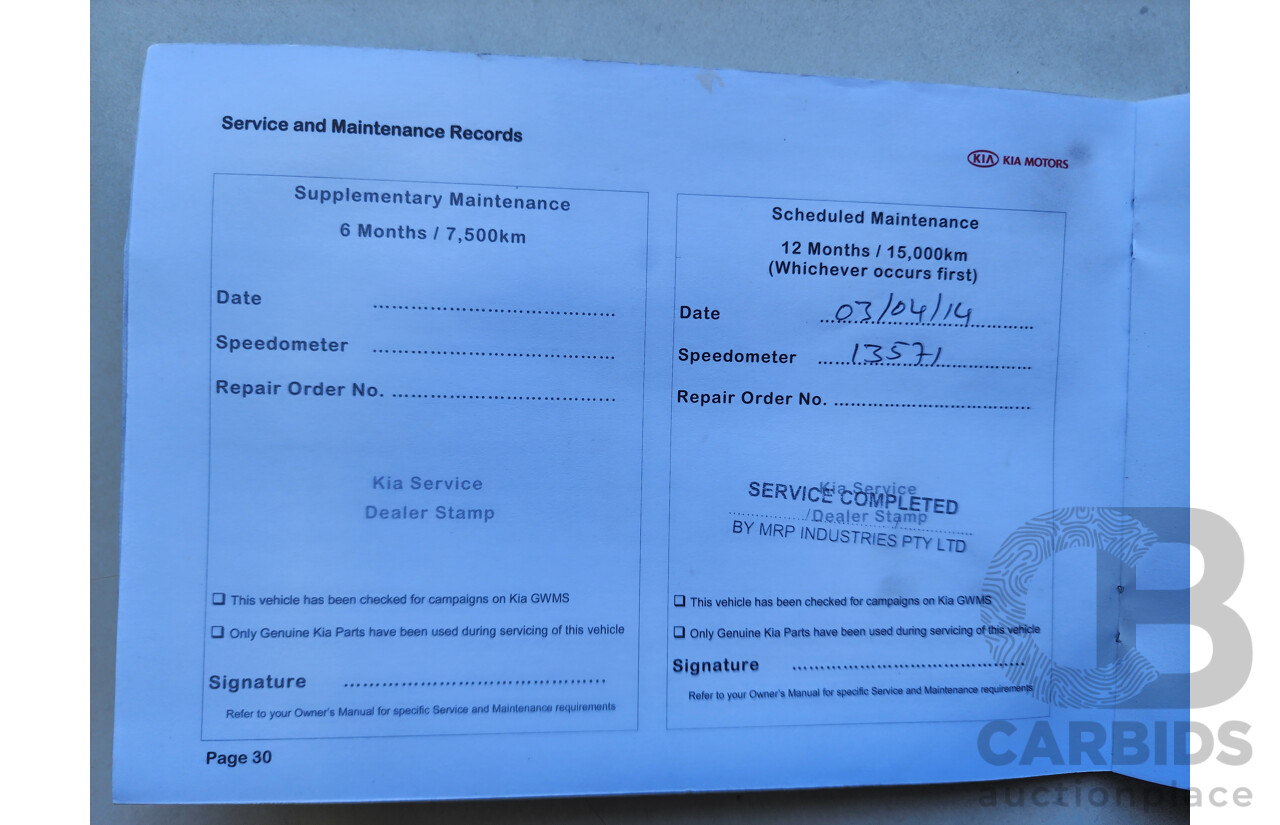 Service and Maintenance Records
KIA KIA MOTORS
Supplementary Maintenance
6 Months / 7,500km
Date
Speedometer
Repair Order No.
Kia Service
Dealer Stamp
❑ This vehicle has been checked for campaigns on Kia GWMS
❑ Only Genuine Kia Parts have been used during servicing of this vehicle
Signature
Refer to your Owner's Manual for specific Service and Maintenance requirements
Scheduled Maintenance
12 Months / 15,000km
(Whichever occurs first)
Date 03/04/14
Speedometer 13571
Repair Order No.
Kia Service
SERVICE COMPLETED
Dealer Stamp
BY MRP INDUSTRIES PTY LTD
❑ This vehicle has been checked for campaigns on Kia GWMS
❑ Only Genuine Kia Parts have been used during servicing of this vehicle
Signature
Refer to your Owner's Manual for specific Service and Maintenance requirements
Page 30
CB
CARBIDS
auctionplace